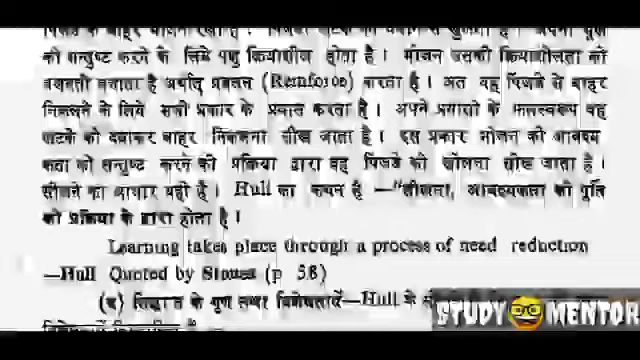 को सन्तुष्ट करने के लिये पशु क्रियाशील होता है। भोजन उसकी क्रियाशीलता को
बलवती बनाता है अर्थात् प्रबलन (Reinforce) करता है। अत वह पिंजडे से बाहर
निकलने के लिये सभी प्रकार के प्रयास करता है। अपने प्रयासो के फलस्वरूप वह
खटके को दबाकर बाहर निकलना सीख जाता है। इस प्रकार भोजन की आवश्य
कता को सन्तुष्ट करने की प्रक्रिया द्वारा वह पिंजडे को खोलना सीख जाता है।
सीखने का आधार यही है। Hull का कथन है —"सीखना, आवश्यकता की पूर्ति
की प्रक्रिया के द्वारा होता है।
Learning takes place through a process of need reduction
—Hull Quoted by Stones (p 56)
(ब) सिद्धात के गुण तथा विशेषतायें—Hull के
STUDY MENTOR